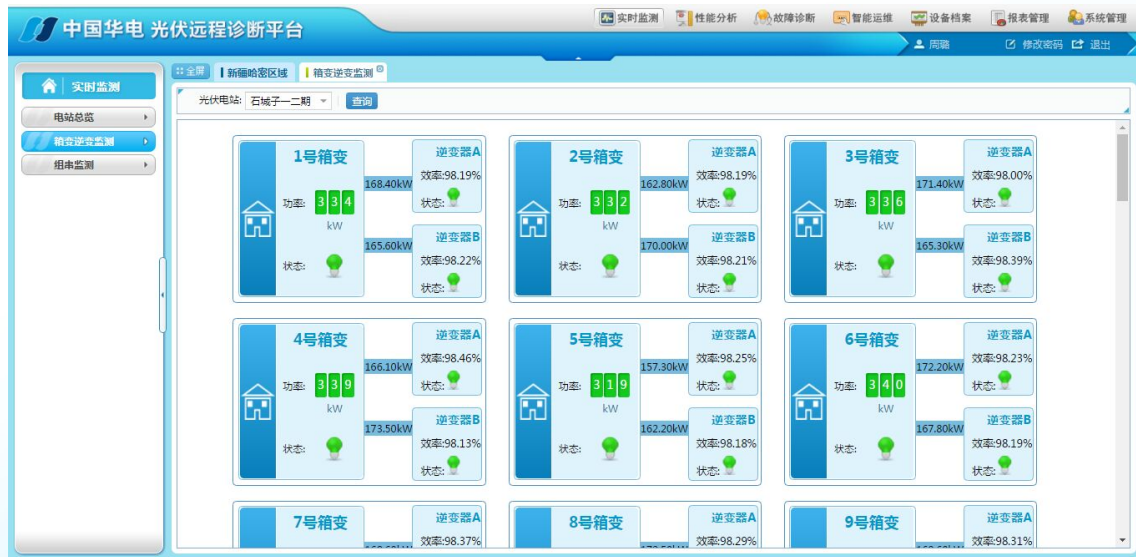 中国华电 光伏远程诊断平台
实时监测 性能分析 故障诊断 智能运维 设备档案 报表管理 系统管理
周璐 修改密码 退出
全屏 新疆哈密区域 箱变逆变监测
实时监测
电站总览
箱变逆变监测
组串监测
光伏电站: 石城子一二期 查询
1号箱变
功率: 334
kW
状态:
168.40kW
165.60kW
逆变器A
效率:98.19%
状态:
逆变器B
效率:98.22%
状态:
2号箱变
功率: 332
kW
状态:
162.80kW
170.00kW
逆变器A
效率:98.19%
状态:
逆变器B
效率:98.21%
状态:
3号箱变
功率: 336
kW
状态:
171.40kW
165.30kW
逆变器A
效率:98.00%
状态:
逆变器B
效率:98.39%
状态:
4号箱变
功率: 339
kW
状态:
166.10kW
173.50kW
逆变器A
效率:98.46%
状态:
逆变器B
效率:98.13%
状态:
5号箱变
功率: 319
kW
状态:
157.30kW
162.20kW
逆变器A
效率:98.25%
状态:
逆变器B
效率:98.18%
状态:
6号箱变
功率: 340
kW
状态:
172.20kW
167.80kW
逆变器A
效率:98.23%
状态:
逆变器B
效率:98.19%
状态:
7号箱变
逆变器A
效率:98.37%
8号箱变
逆变器A
效率:98.29%
9号箱变
逆变器A
效率:98.31%